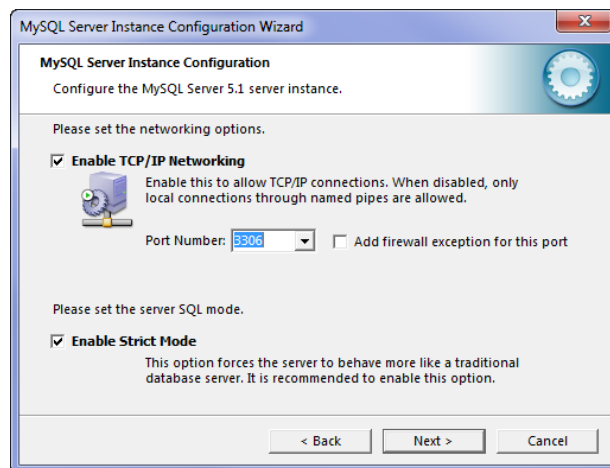 MySQL Server Instance Configuration Wizard
MySQL Server Instance Configuration
Configure the MySQL Server 5.1 server instance.
Please set the networking options.
Enable TCP/IP Networking
Enable this to allow TCP/IP connections. When disabled, only
local connections through named pipes are allowed.
Port Number: 3306 Add firewall exception for this port
Please set the server SQL mode.
Enable Strict Mode
This option forces the server to behave more like a traditional
database server. It is recommended to enable this option.
< Back Next > Cancel